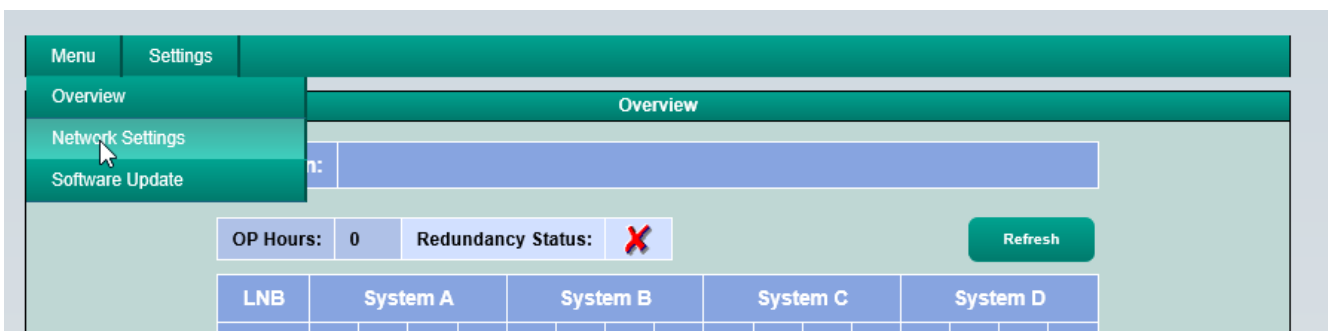 Menu Settings
Overview
Overview
Network Settings
n:
Software Update
OP Hours: 0 Redundancy Status: Refresh
LNB System A System B System C System D